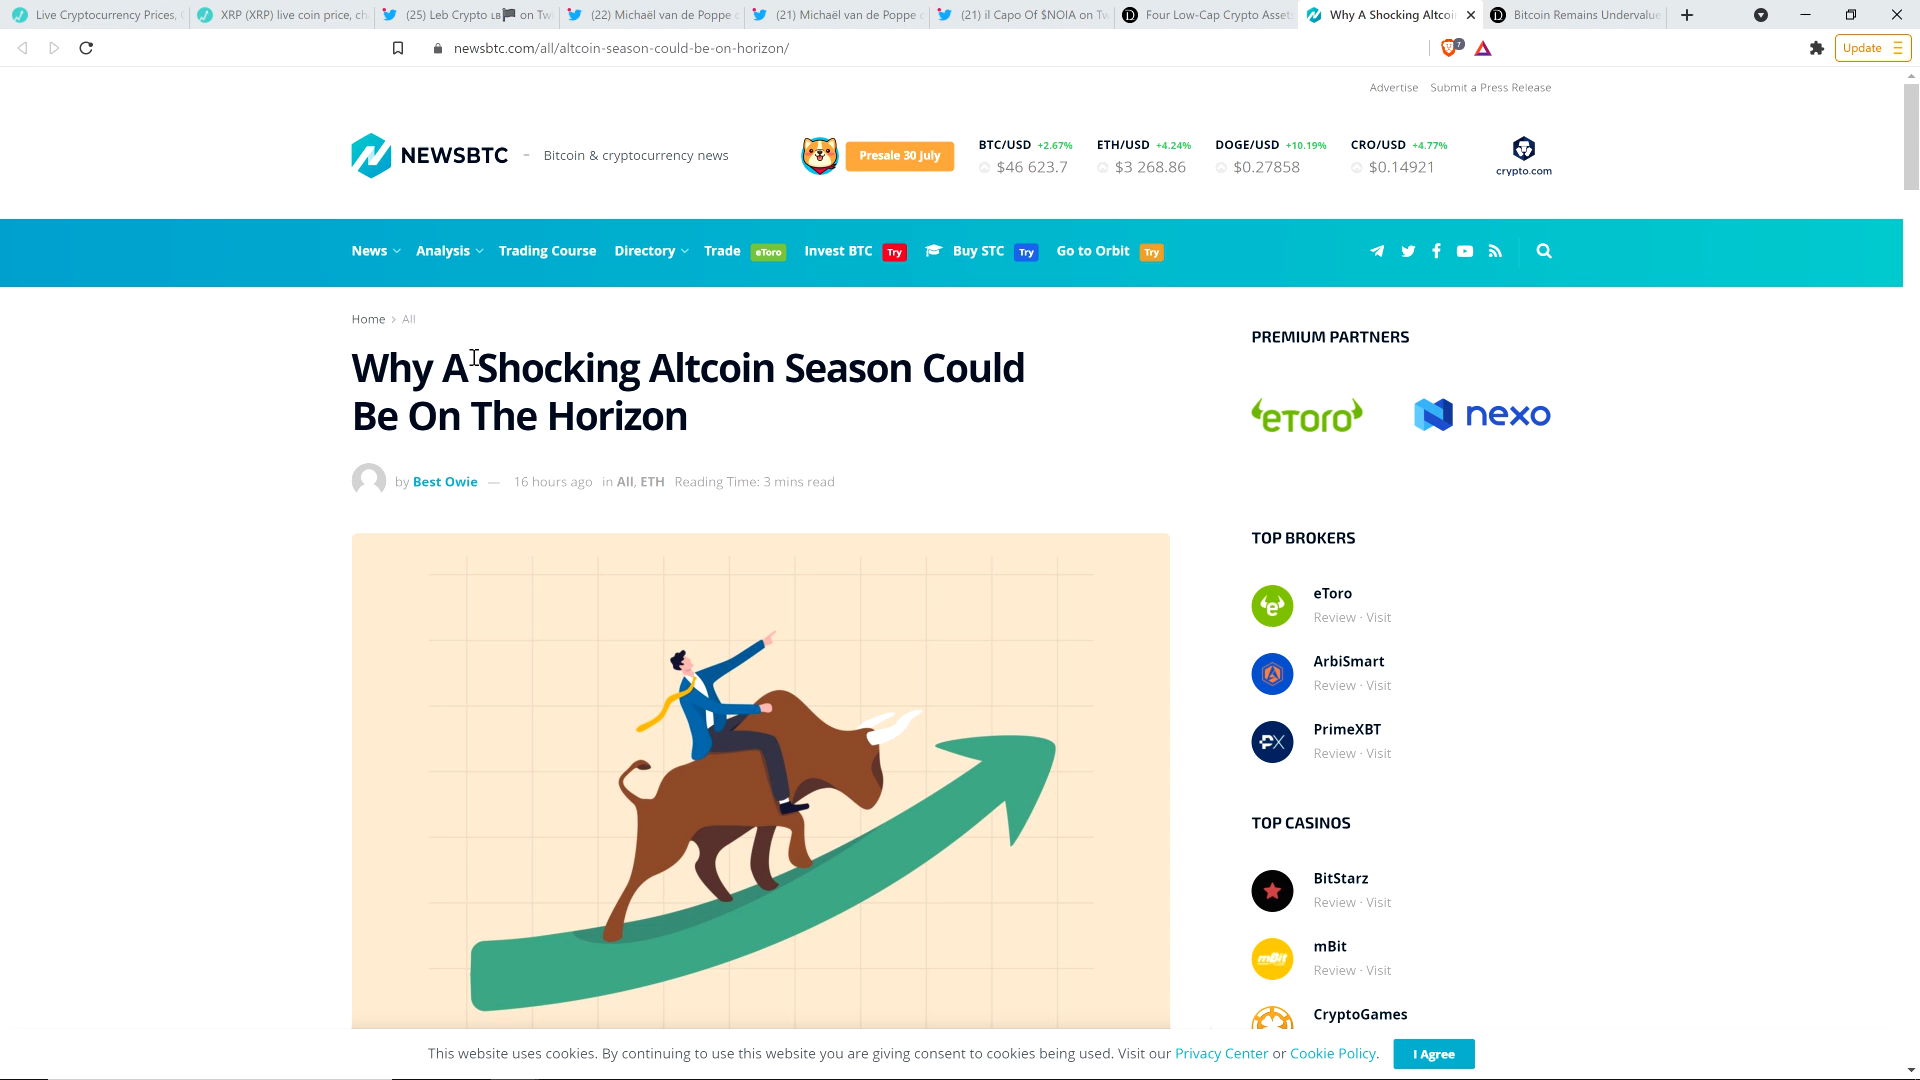 Live Cryptocurrency Prices,
XRP (XRP) live coin price, ch
(25) Leb Crypto LB on Tw
(22) Michaël van de Poppe
(21) Michaël van de Poppe
(21) il Capo Of $NOIA on Tw
Four Low-Cap Crypto Asset
Why A Shocking Altcoi
Bitcoin Remains Undervalue
newsbtc.com/all/altcoin-season-could-be-on-horizon/
7
Update
Advertise Submit a Press Release
NEWSBTC – Bitcoin & cryptocurrency news
Presale 30 July
BTC/USD +2.67% ETH/USD +4.24% DOGE/USD +10.19% CRO/USD +4.77%
$46 623.7 $3 268.86 $0.27858 $0.14921
crypto.com
News Analysis Trading Course Directory Trade eToro Invest BTC Try Buy STC Try Go to Orbit Try
Home > All
Why A Shocking Altcoin Season Could
Be On The Horizon
by Best Owie — 16 hours ago in All, ETH Reading Time: 3 mins read
PREMIUM PARTNERS
eToro nexo
TOP BROKERS
eToro
Review · Visit
ArbiSmart
Review · Visit
PrimeXBT
PX
Review · Visit
TOP CASINOS
BitStarz
Review · Visit
mBit
mBit
Review · Visit
CryptoGames
This website uses cookies. By continuing to use this website you are giving consent to cookies being used. Visit our Privacy Center or Cookie Policy. I Agree